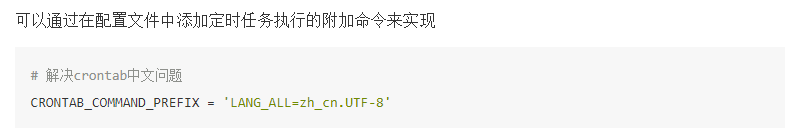 可以通过在配置文件中添加定时任务执行的附加命令来实现
# 解决crontab中文问题
CRONTAB_COMMAND_PREFIX = 'LANG_ALL=zh_cn.UTF-8'